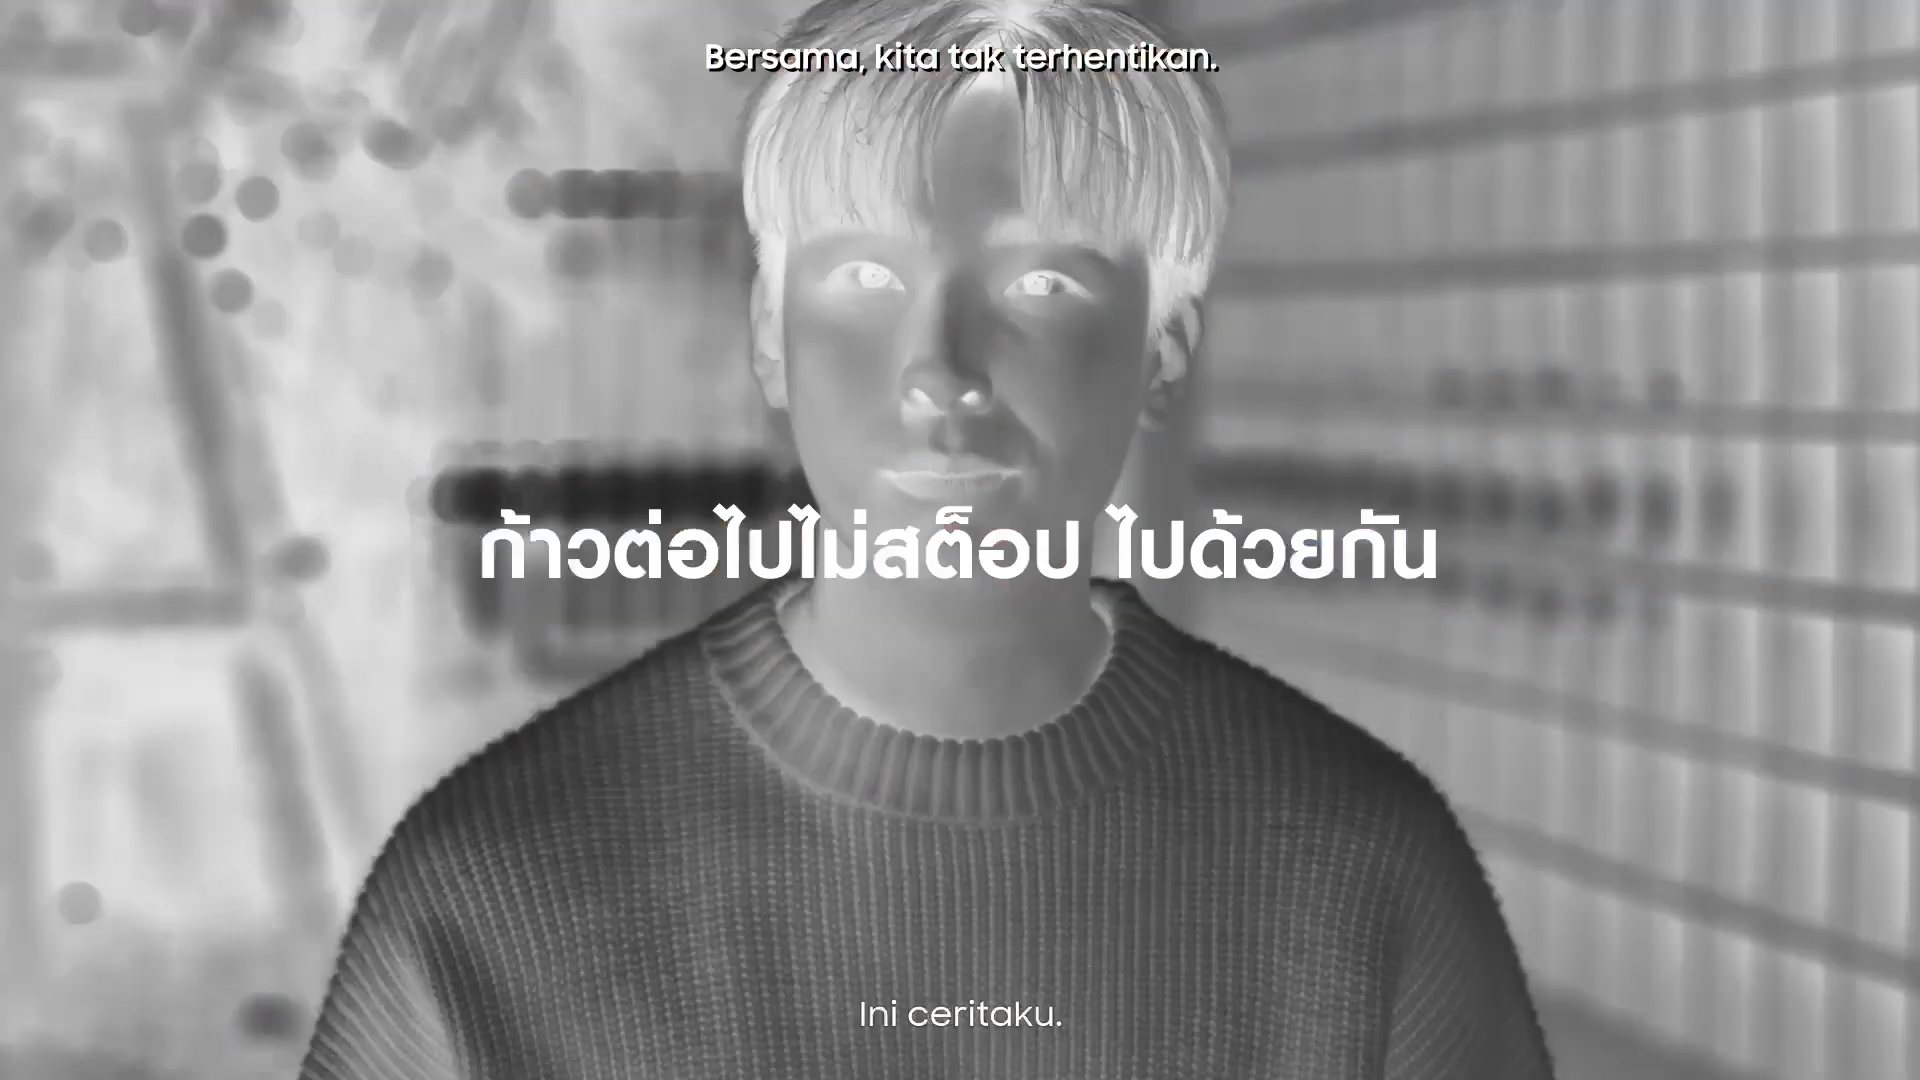 Bersama, kita tak terhentikan.
ก้าวต่อไปไม่สต็อป ไปด้วยกัน
Ini ceritaku.